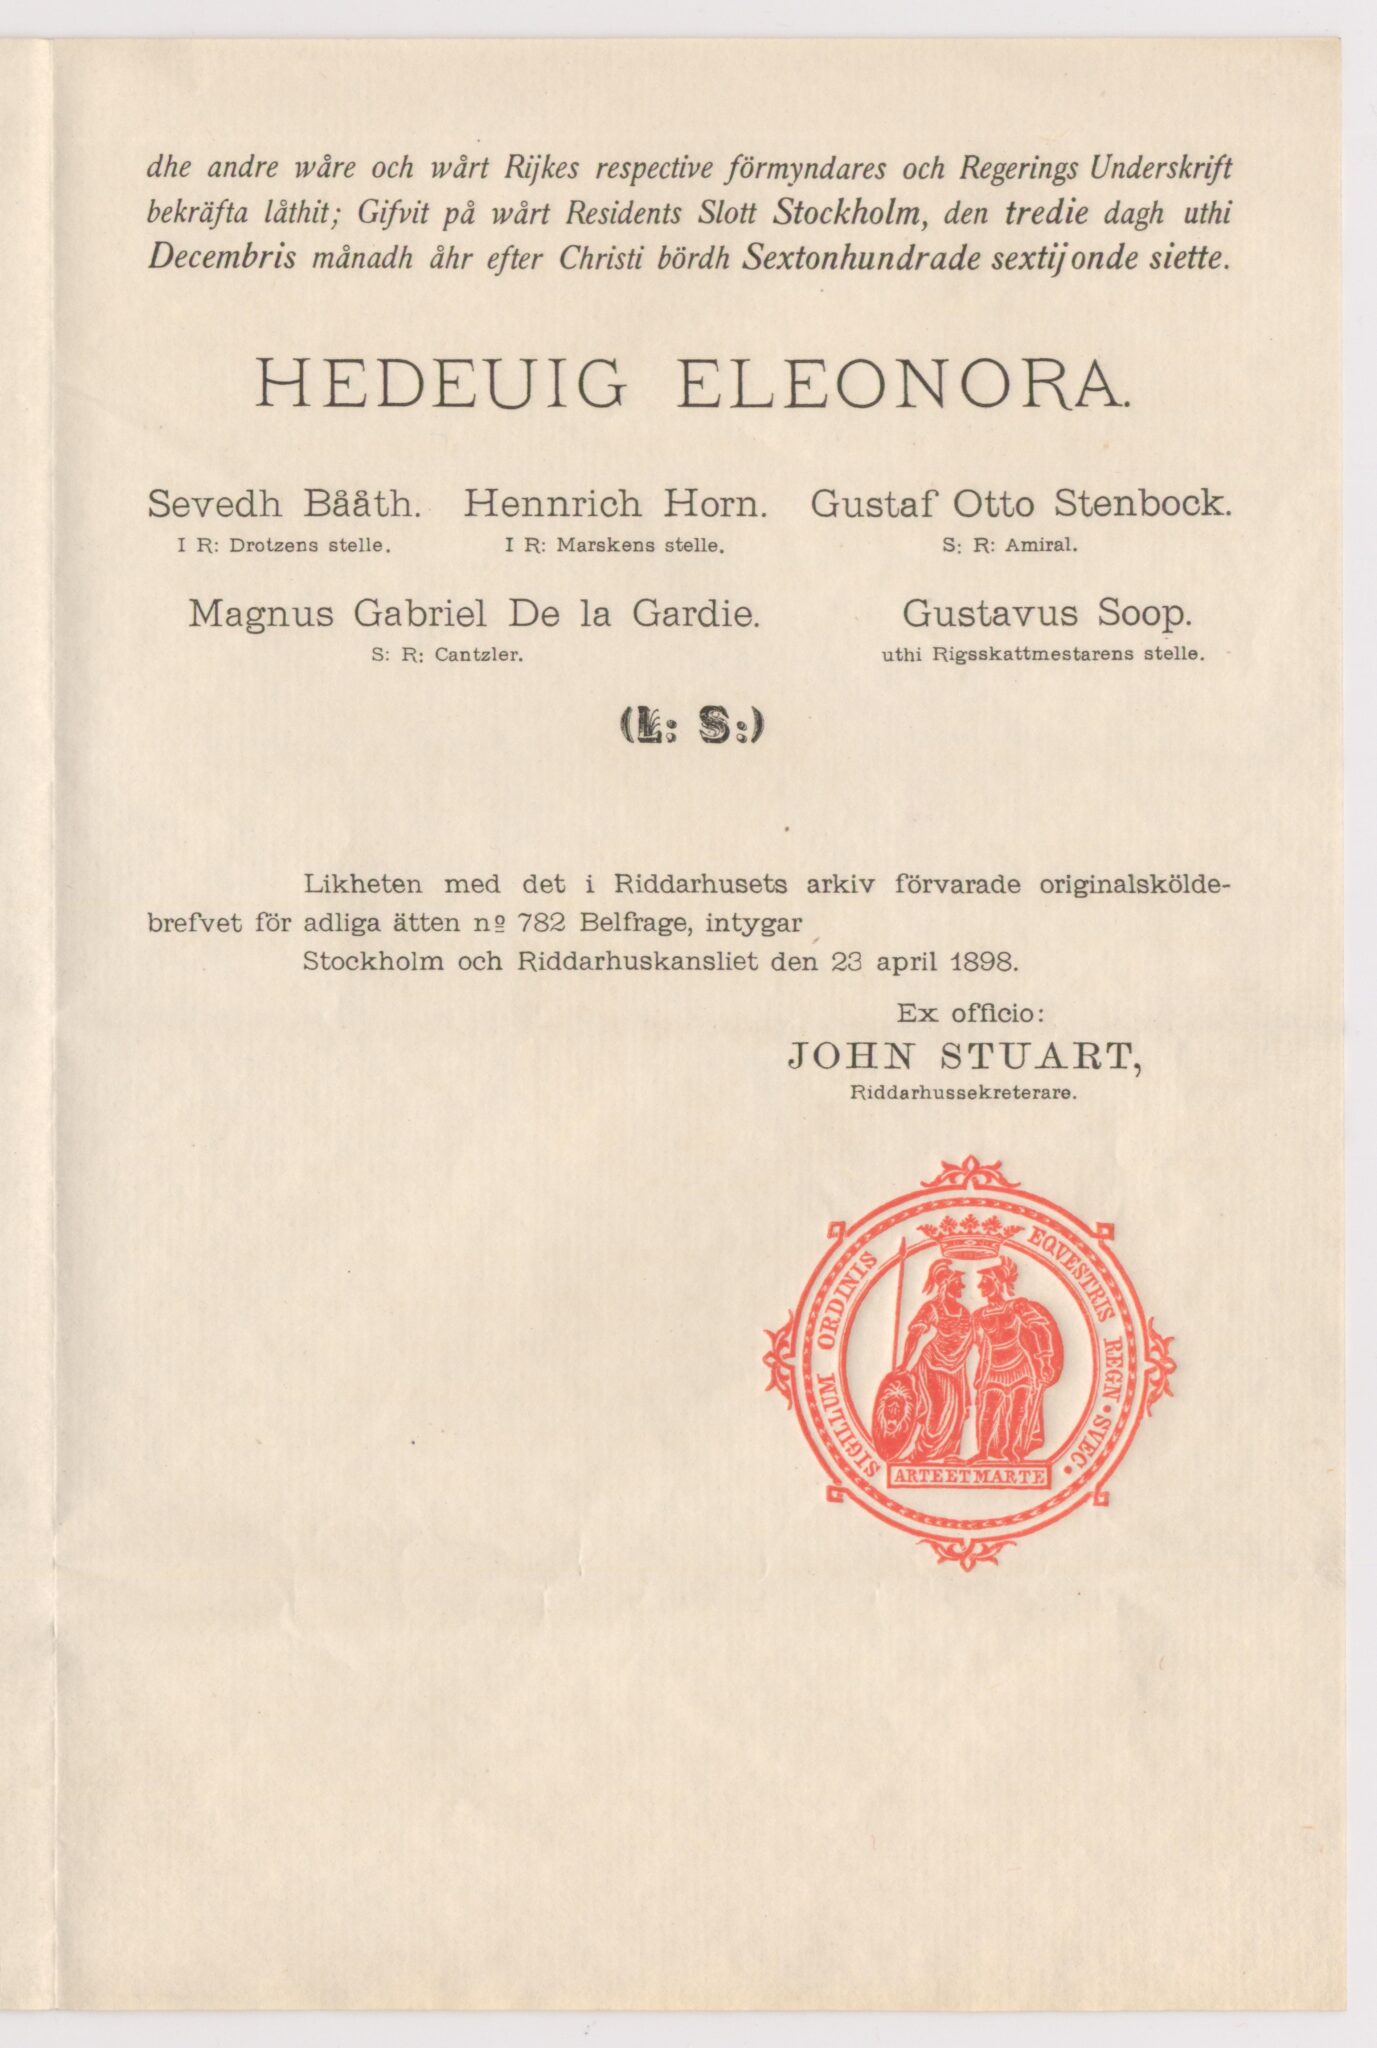 dhe andre wåre och wårt Rijkes respective förmyndares och Regerings Underskrift
bekräfta låthit; Gifvit på wårt Residents Slott Stockholm, den tredie dagh uthi
Decembris månadh åhr efter Christi bördh Sextonhundrade sextijonde siette.
HEDEUIG ELEONORA.
Sevedh Bååth. Hennrich Horn. Gustaf Otto Stenbock.
I R: Drotzens stelle. I R: Marskens stelle. S: R: Amiral.
Magnus Gabriel De la Gardie. Gustavus Soop.
S: R: Cantzler. uthi Rigsskattmestarens stelle.
(L: S:)
Likheten med det i Riddarhusets arkiv förvarade originalskölde-
brefvet för adliga ätten nº 782 Belfrage, intygar
Stockholm och Riddarhuskansliet den 23 april 1898.
Ex officio:
JOHN STUART,
Riddarhussekreterare.
SIGILLUM ORDINIS EQVESTRIS REGN • SVEC •
ARTE ET MARTE